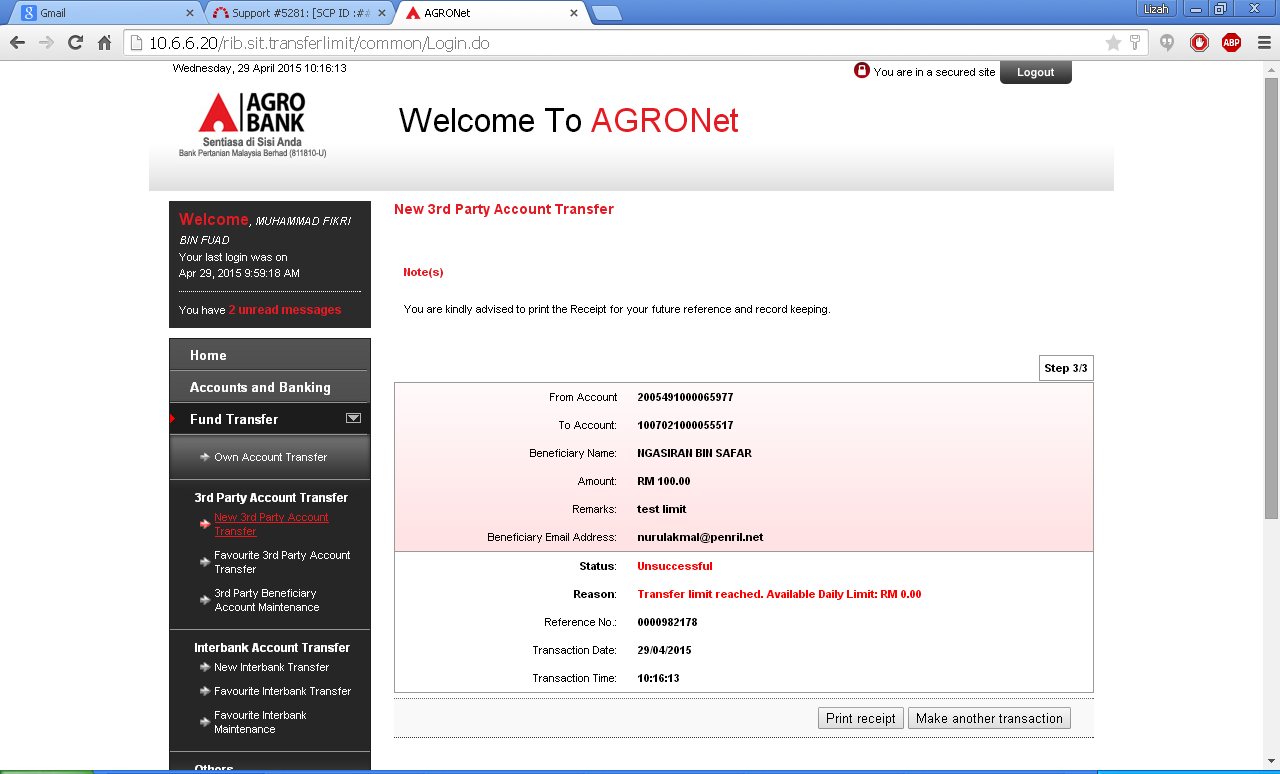 Gmail
Support #5281: [SCP ID :##
AGRONet
Lizah
10.6.6.20/rib.sit.transferlimit/common/Login.do
ABP
Wednesday, 29 April 2015 10:16:13
You are in a secured site
Logout
AGRO
BANK
Sentiasa di Sisi Anda
Bank Pertanian Malaysia Berhad (811810-U)
Welcome To AGRONet
Welcome, MUHAMMAD FIKRI
BIN FUAD
Your last login was on
Apr 29, 2015 9:59:18 AM
You have 2 unread messages
Home
Accounts and Banking
Fund Transfer
Own Account Transfer
3rd Party Account Transfer
New 3rd Party Account
Transfer
Favourite 3rd Party Account
Transfer
3rd Party Beneficiary
Account Maintenance
Interbank Account Transfer
New Interbank Transfer
Favourite Interbank Transfer
Favourite Interbank
Maintenance
Others
New 3rd Party Account Transfer
Note(s)
You are kindly advised to print the Receipt for your future reference and record keeping.
Step 3/3
From Account 2005491000065977
To Account: 1007021000055517
Beneficiary Name: NGASIRAN BIN SAFAR
Amount: RM 100.00
Remarks: test limit
Beneficiary Email Address: nurulakmal@penril.net
Status: Unsuccessful
Reason: Transfer limit reached. Available Daily Limit: RM 0.00
Reference No.: 0000982178
Transaction Date: 29/04/2015
Transaction Time: 10:16:13
Print receipt
Make another transaction